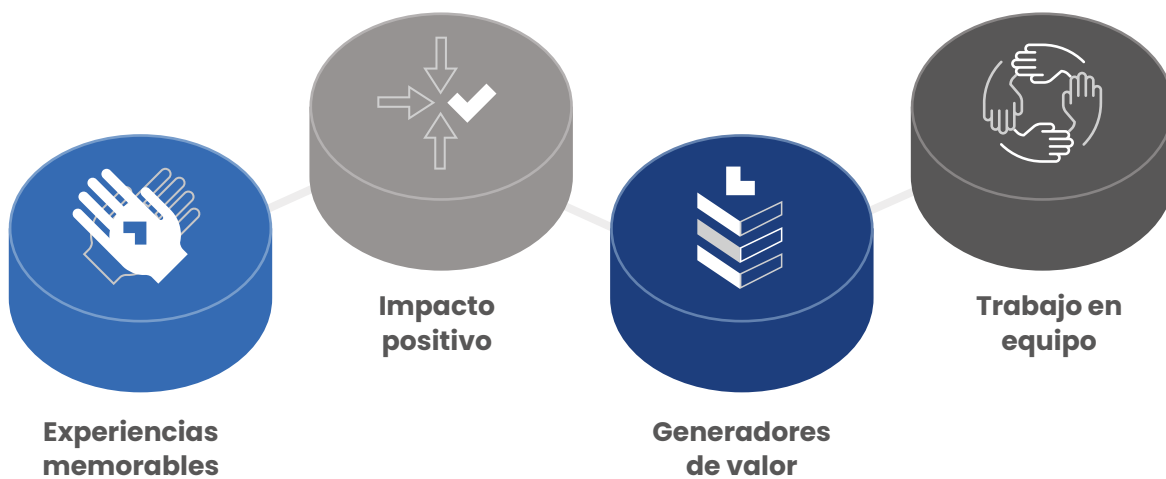 Experiencias
memorables
Impacto
positivo
Generadores
de valor
Trabajo en
equipo